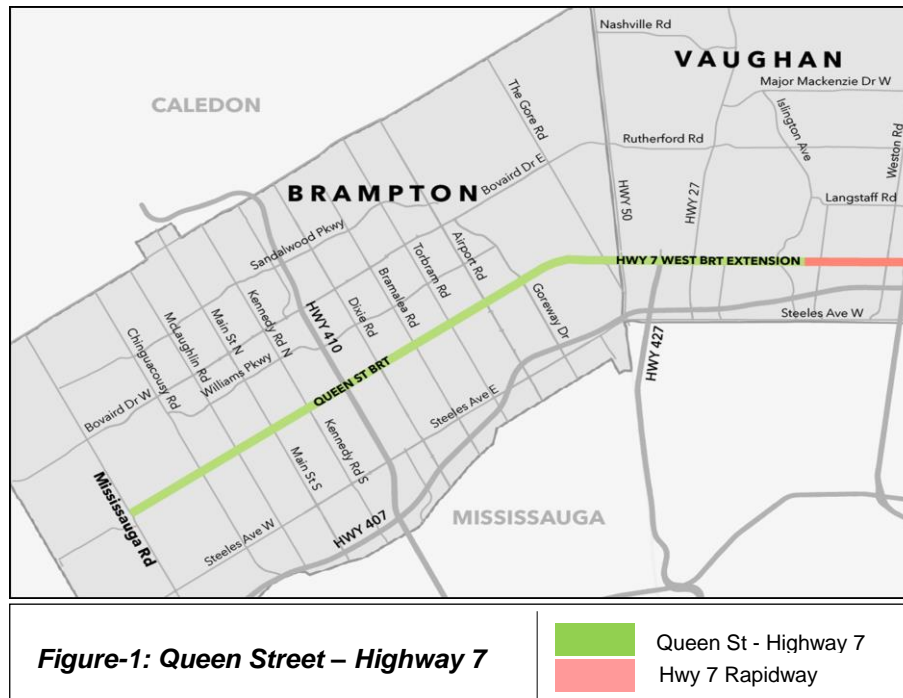 Nashville Rd
VAUGHAN
Major Mackenzie Dr W
CALEDON
The Gore Rd
Islington Ave
Rutherford Rd
Weston Rd
BRAMPTON
Bovaird Dr E
HWY 50
HWY 27
Langstaff Rd
Sandalwood Pkwy
Airport Rd
Torbram Rd
Bramalea Rd
Dixie Rd
HWY 7 WEST BRT EXTENSION
HWY 410
Kennedy Rd N
Main St N
McLaughlin Rd
Chinguacousy Rd
Goreway Dr
Steeles Ave W
HWY 427
Williams Pkwy
QUEEN ST BRT
Bovaird Dr W
Steeles Ave E
Kennedy Rd S
Main St S
Mississauga Rd
MISSISSAUGA
HWY 407
Steeles Ave W
Figure-1: Queen Street – Highway 7
Queen St - Highway 7
Hwy 7 Rapidway